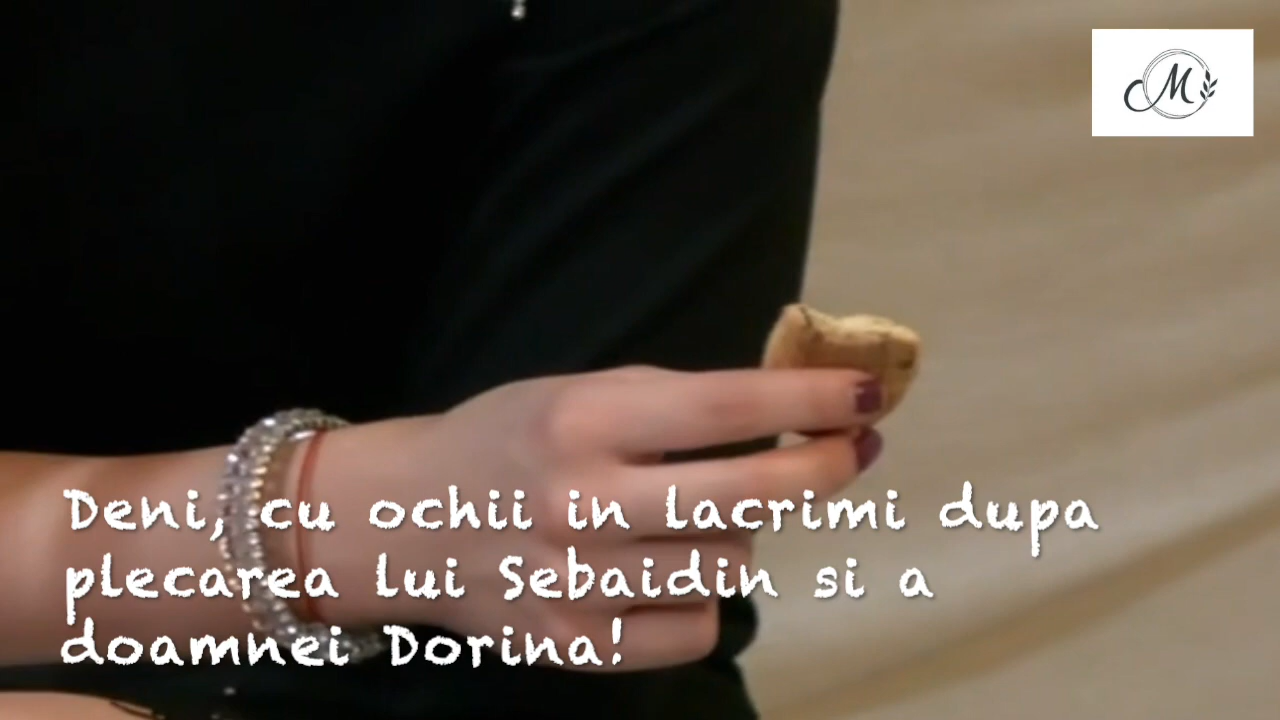 M
Deni, cu ochii in lacrimi dupa
plecarea lui Sebaidin si a
doamnei Dorina!